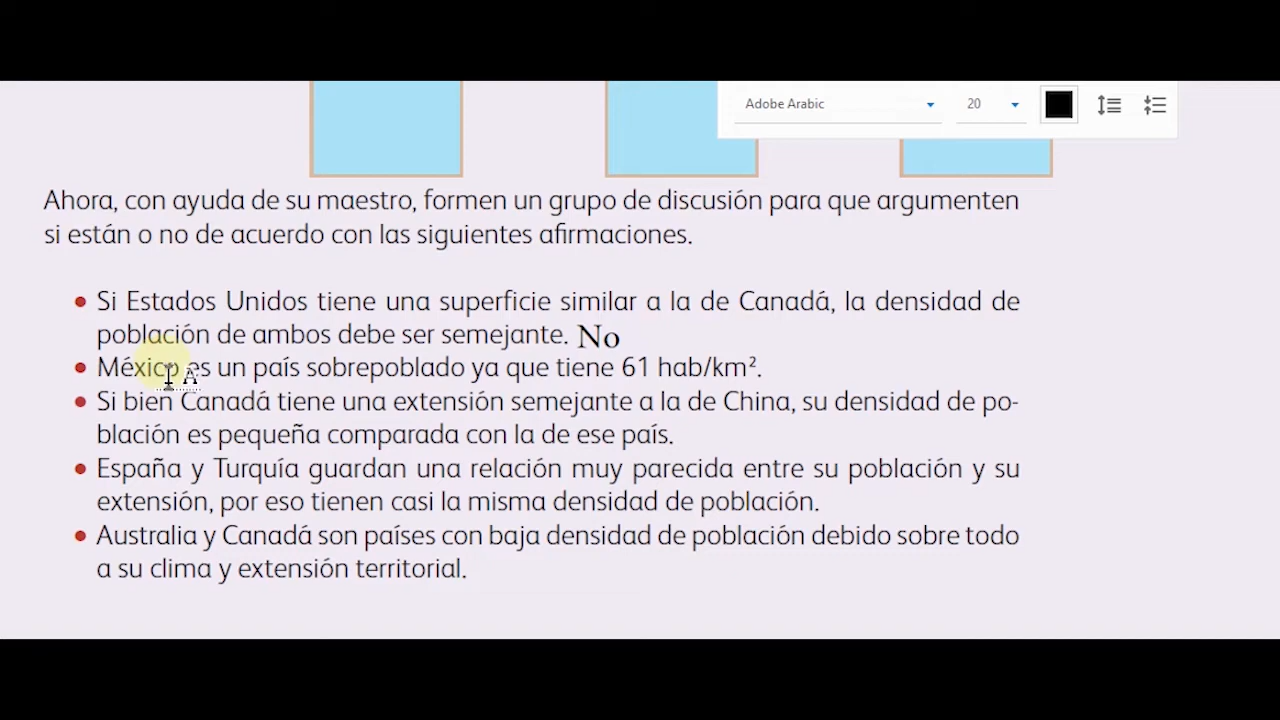 Adobe Arabic 20
Ahora, con ayuda de su maestro, formen un grupo de discusión para que argumenten
si están o no de acuerdo con las siguientes afirmaciones.
• Si Estados Unidos tiene una superficie similar a la de Canadá, la densidad de
población de ambos debe ser semejante. No
• México es un país sobrepoblado ya que tiene 61 hab/km².
• Si bien Canadá tiene una extensión semejante a la de China, su densidad de po-
blación es pequeña comparada con la de ese país.
• España y Turquía guardan una relación muy parecida entre su población y su
extensión, por eso tienen casi la misma densidad de población.
• Australia y Canadá son países con baja densidad de población debido sobre todo
a su clima y extensión territorial.